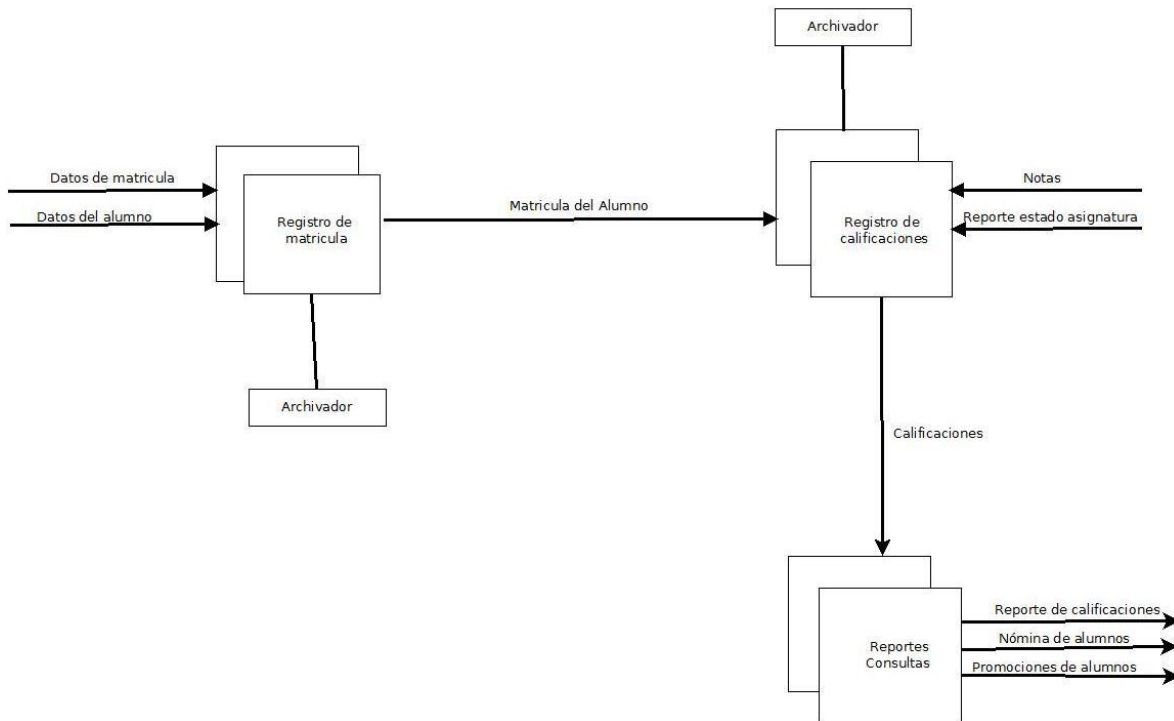 Archivador
Datos de matricula
Datos del alumno
Registro de
matricula
Matricula del Alumno
Registro de
calificaciones
Notas
Reporte estado asignatura
Archivador
Calificaciones
Reportes
Consultas
Reporte de calificaciones
Nómina de alumnos
Promociones de alumnos